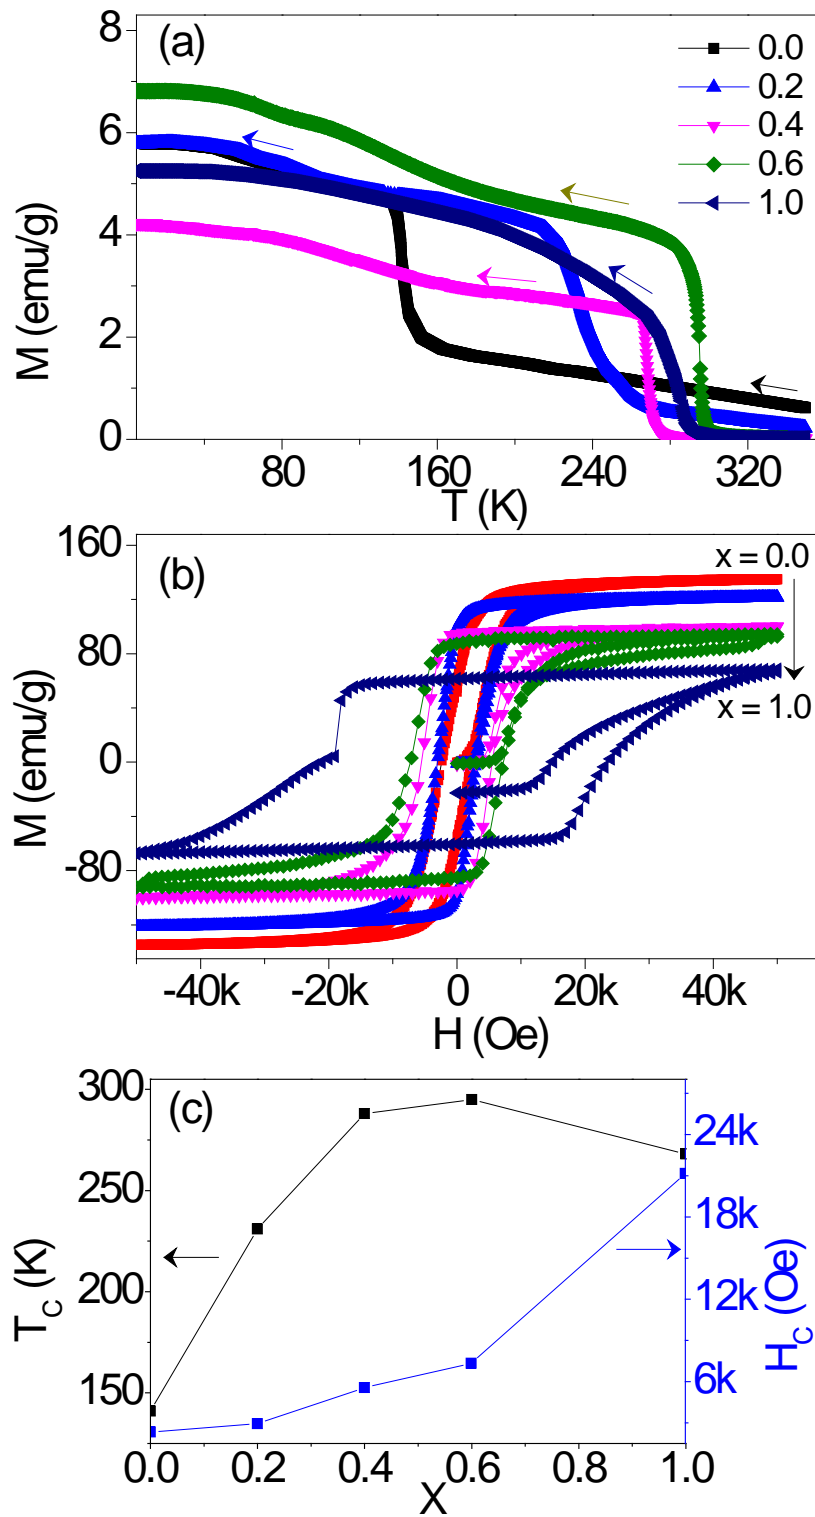 (a)
0.0
0.2
0.4
0.6
1.0
8
6
4
2
0
M (emu/g)
80
160
240
320
T (K)
(b)
x = 0.0
x = 1.0
160
80
0
-80
M (emu/g)
-40k
-20k
0
20k
40k
H (Oe)
(c)
300
250
200
150
T_C (K)
24k
18k
12k
6k
H_C (Oe)
0.0
0.2
0.4
0.6
0.8
1.0
X